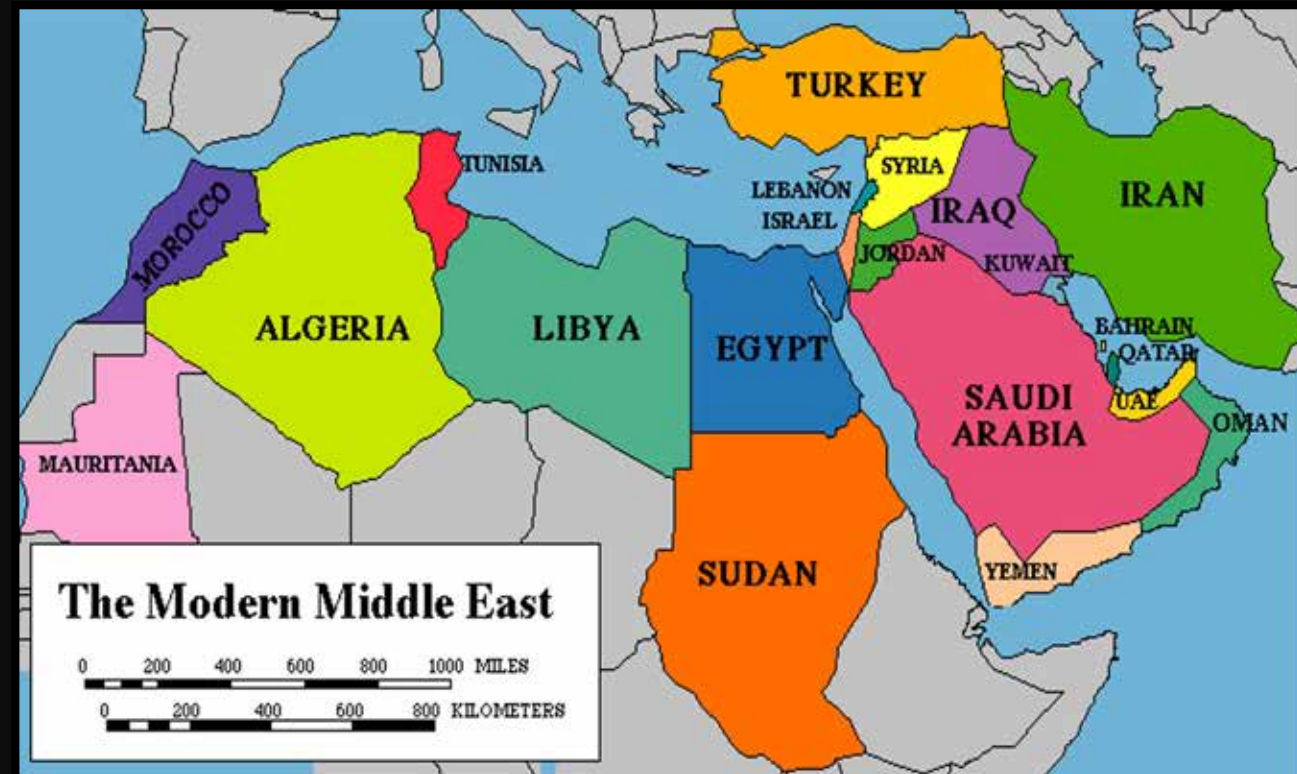 TURKEY
TUNISIA
SYRIA
LEBANON
ISRAEL
IRAQ
IRAN
MOROCCO
JORDAN
KUWAIT
ALGERIA
LIBYA
EGYPT
BAHRAIN
QATAR
SAUDI
ARABIA
UAE
OMAN
MAURITANIA
SUDAN
YEMEN
The Modern Middle East
0 200 400 600 800 1000 MILES
0 200 400 600 800 KILOMETERS